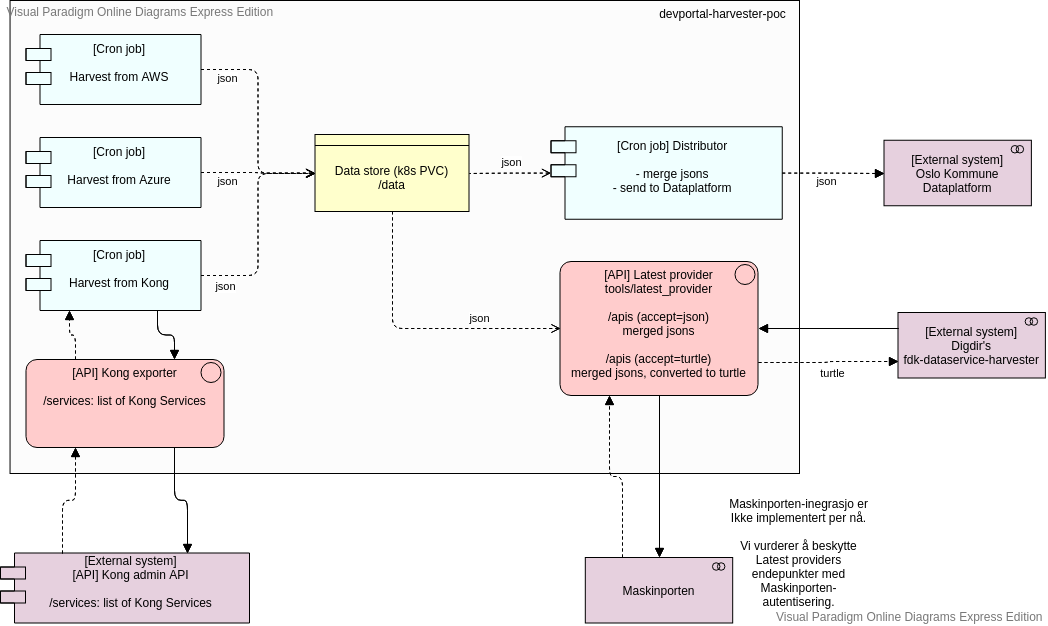 Visual Paradigm Online Diagrams Express Edition
devportal-harvester-poc
[Cron job]
Harvest from AWS
json
[Cron job]
Harvest from Azure
json
[Cron job]
Harvest from Kong
json
Data store (k8s PVC)
/data
json
json
[Cron job] Distributor
- merge jsons
- send to Dataplatform
json
[External system]
Oslo Kommune
Dataplatform
[API] Latest provider
tools/latest_provider
/apis (accept=json)
merged jsons
/apis (accept=turtle)
merged jsons, converted to turtle
turtle
[External system]
Digdir's
fdk-dataservice-harvester
[API] Kong exporter
/services: list of Kong Services
[External system]
[API] Kong admin API
/services: list of Kong Services
Maskinporten
Maskinporten-inegrasjo er
Ikke implementert per nå.
Vi vurderer å beskytte
Latest providers
endepunkter med
Maskinporten-
autentisering.
Visual Paradigm Online Diagrams Express Edition